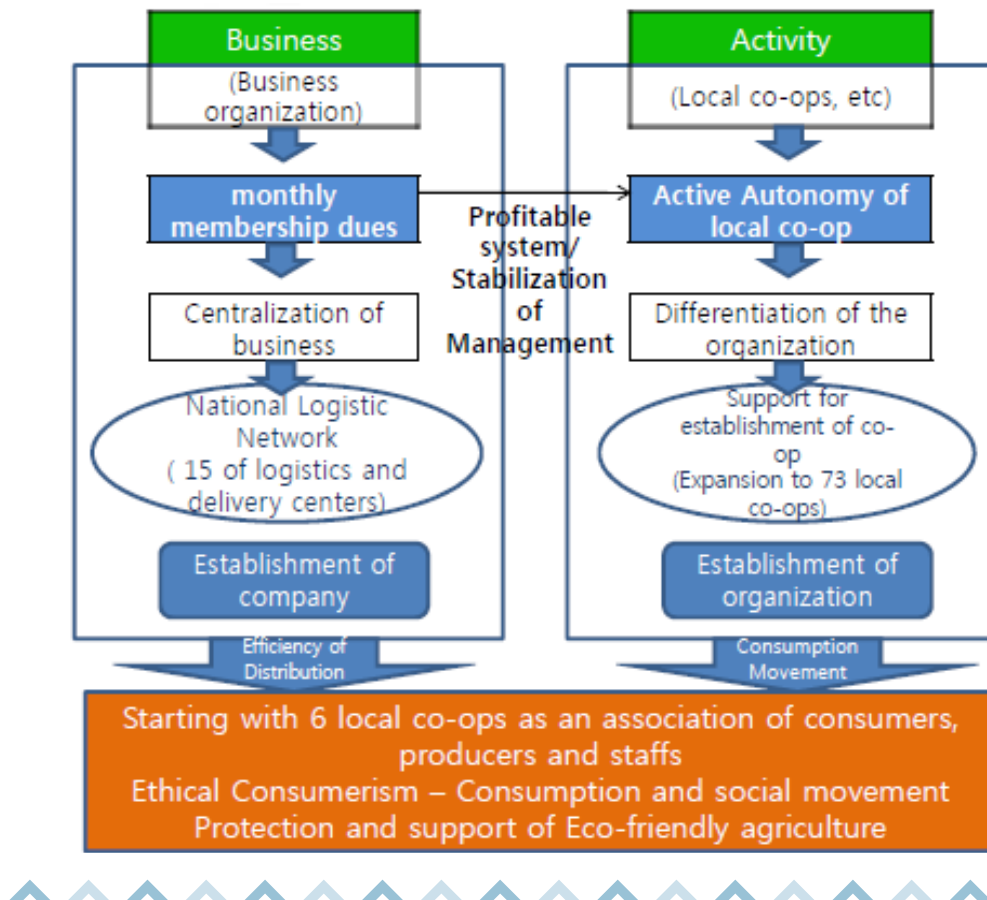 Business
(Business
organization)
monthly
membership dues
Centralization of
business
National Logistic
Network
( 15 of logistics and
delivery centers)
Establishment of
company
Efficiency of
Distribution
Profitable
system/
Stabilization
of
Management
Activity
(Local co-ops, etc)
Active Autonomy of
local co-op
Differentiation of the
organization
Support for
establishment of co-
op
(Expansion to 73 local
co-ops)
Establishment of
organization
Consumption
Movement
Starting with 6 local co-ops as an association of consumers,
producers and staffs
Ethical Consumerism – Consumption and social movement
Protection and support of Eco-friendly agriculture